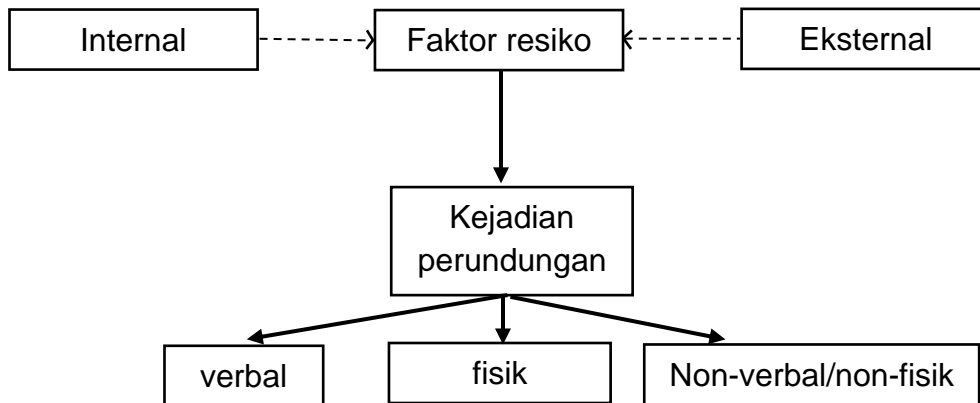 Internal
Faktor resiko
Eksternal
Kejadian
perundungan
verbal
fisik
Non-verbal/non-fisik